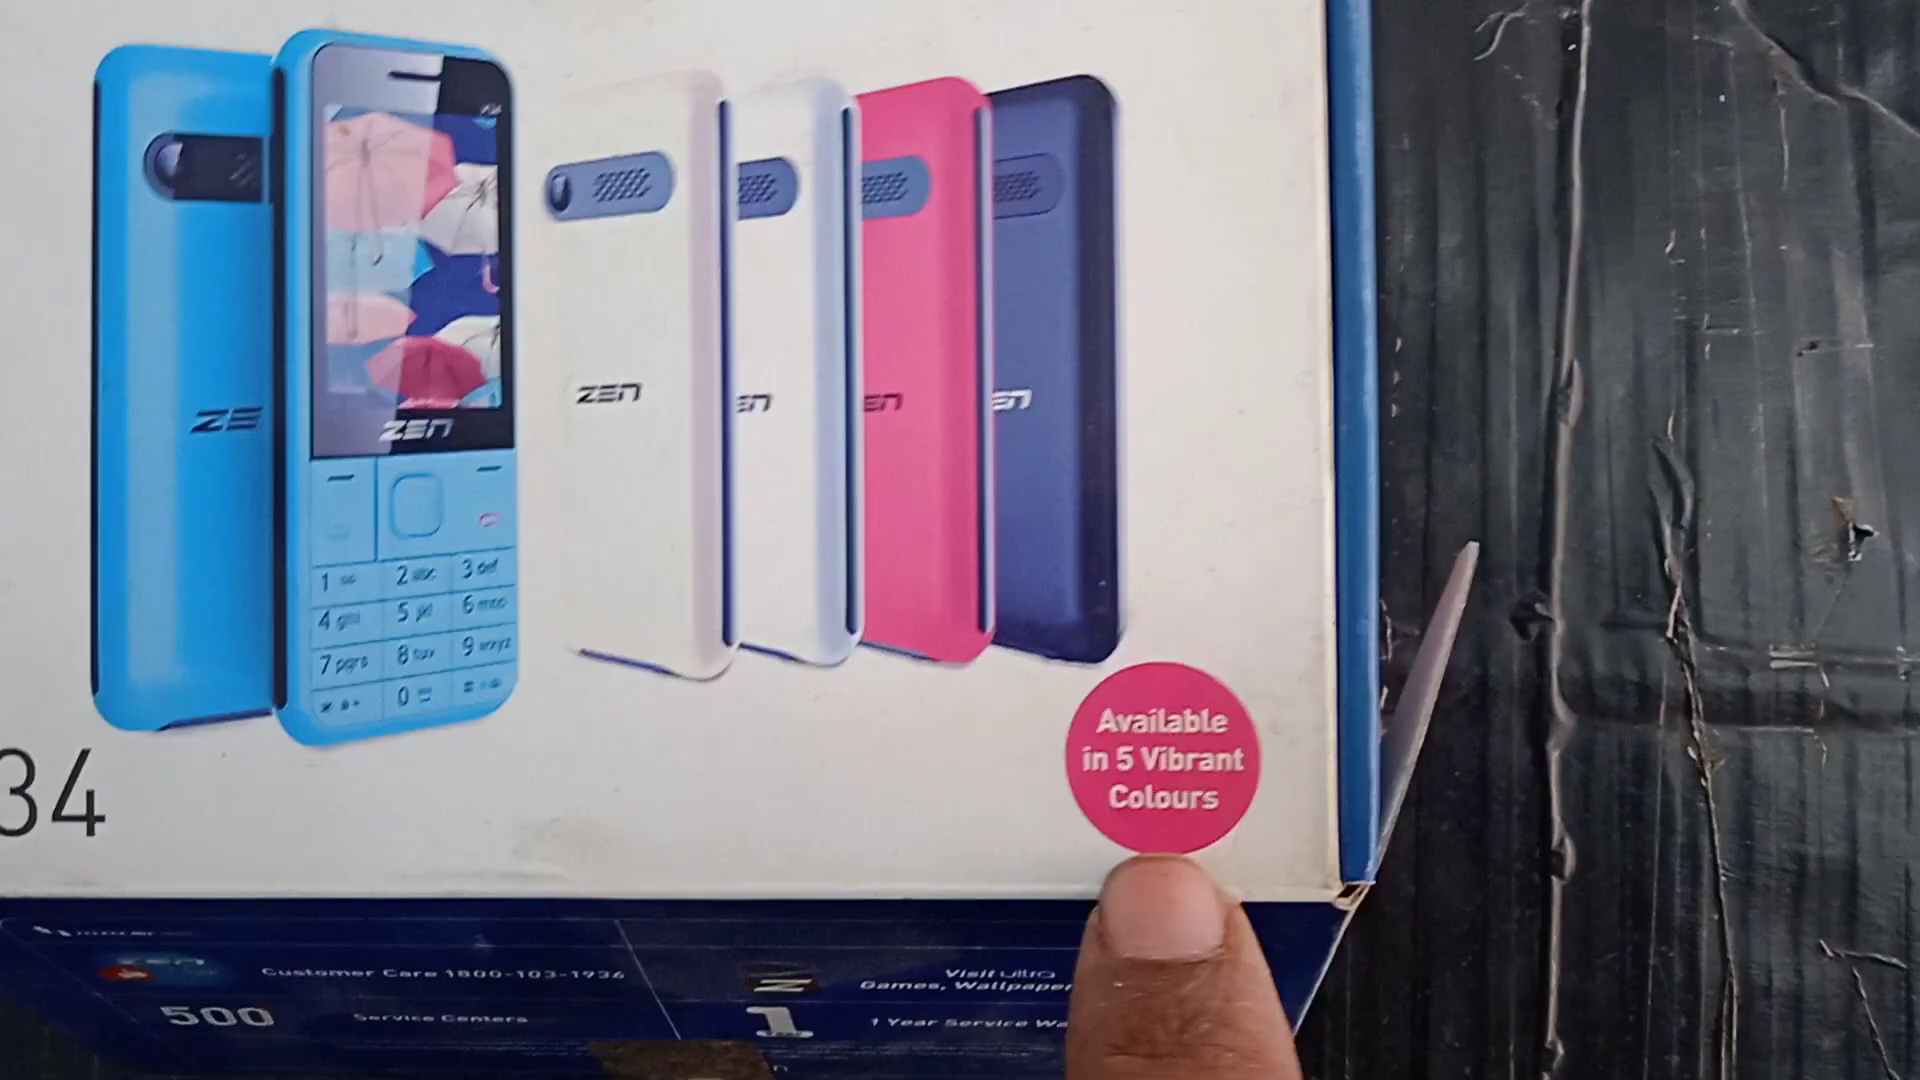 ZEN
ZEN
ZEN
1
2 abc
3 def
4 ghi
5 jkl
6 mno
7 pqrs
8 tuv
9 wxyz
0
34
Available
in 5 Vibrant
Colours
Customer Care 1800-103-1936
500
Service Centers
Visit
Games, Wallpaper
1
1 Year Service